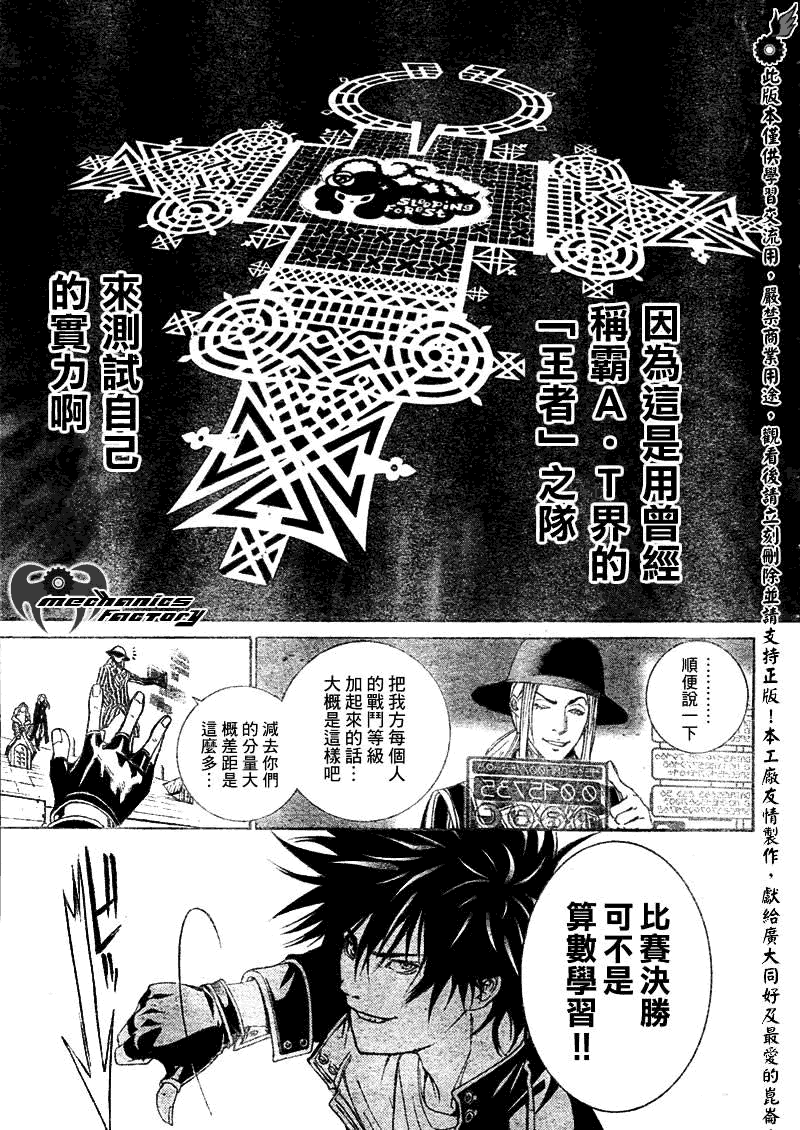 因為這是用曾經
稱霸A·T界的
「王者」之隊
來測試自己
的實力啊
SleePing
FoReSt
mechanics
factory
………
順便說一下
把我方每個人
的戰鬥等級
加起來的話…
大概是這樣吧
減去你們
的分量大
概差距是
這麼多…
比賽決勝
可不是
算數學習!!
此版本僅供學習交流用，嚴禁商業用途，觀看後請立刻刪除並請支持正版！本工廠友情製作，獻給廣大同好及最愛的崑崙